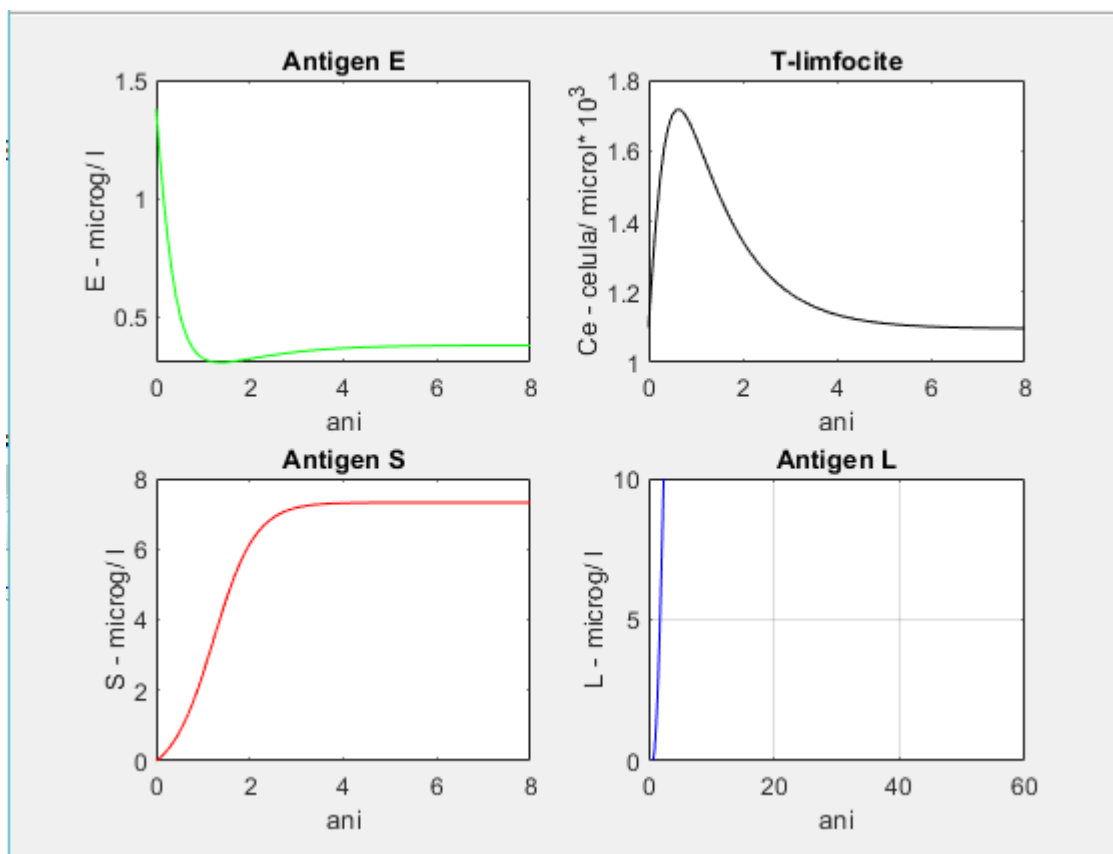 Antigen E
1.5
1
0.5
E - microg/ l
0 2 4 6 8
ani
T-limfocite
1.8
1.6
1.4
1.2
1
Ce - celula/ microl* 10^3
0 2 4 6 8
ani
Antigen S
8
6
4
2
0
S - microg/ l
0 2 4 6 8
ani
Antigen L
10
5
0
L - microg/ l
0 20 40 60
ani